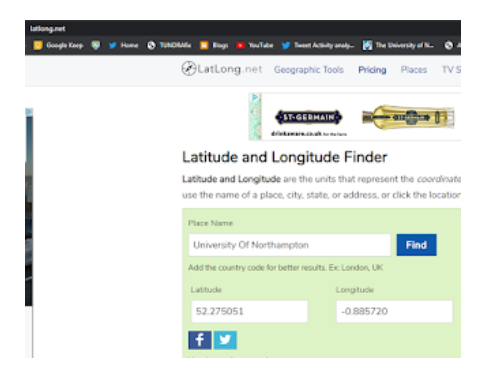 latlong.net
Google Keep Home TUNDRAfix Blogs YouTube Tweet Activity analy... The University of N...
LatLong.net Geographic Tools Pricing Places TV S
ST-GERMAIN
drinkaware.co.uk for the facts
Latitude and Longitude Finder
Latitude and Longitude are the units that represent the coordinate
use the name of a place, city, state, or address, or click the location
Place Name
University Of Northampton Find
Add the country code for better results. Ex: London, UK
Latitude Longitude
52.275051 -0.885720